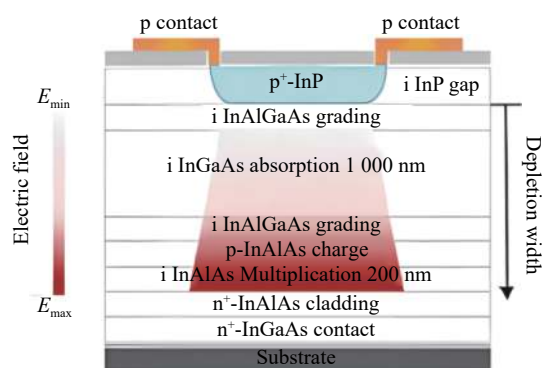 p contact
p contact
p⁺-InP
i InP gap
E_min
i InAlGaAs grading
i InGaAs absorption 1 000 nm
Electric field
Depletion width
i InAlGaAs grading
p-InAlAs charge
i InAlAs Multiplication 200 nm
E_max
n⁺-InAlAs cladding
n⁺-InGaAs contact
Substrate